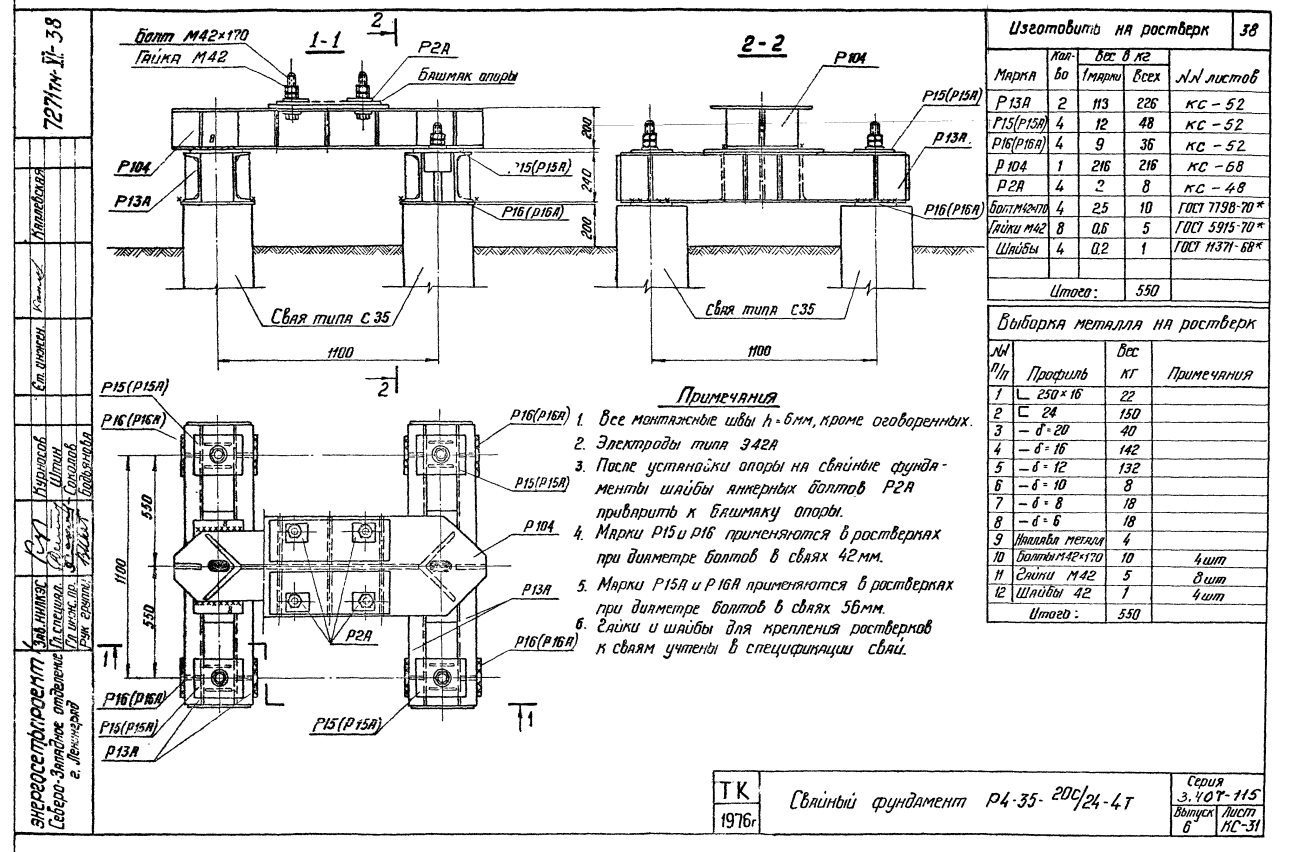 7271тм-VI-38
1-1
2
Болт М42×170
Гайка М42
Р2А
Башмак опоры
Р104
Р13А
Р15(Р15А)
Р16(Р16А)
200
240
200
Свая типа С35
1100
2
2-2
Р104
Р15(Р15А)
Р13А
Р16(Р16А)
Свая типа С35
1100
Изготовить на ростверк 38
Марка Кол-во Вес в кг №№ листов
1 марки Всех
Р13А 2 113 226 КС-52
Р15(Р15А) 4 12 48 КС-52
Р16(Р16А) 4 9 36 КС-52
Р104 1 216 216 КС-68
Р2А 4 2 8 КС-48
Болт М42×170 4 2,5 10 ГОСТ 7798-70*
Гайки М42 8 0,6 5 ГОСТ 5915-70*
Шайбы 4 0,2 1 ГОСТ 11371-68*
Итого: 550
Выборка металла на ростверк
№№ п/п Профиль Вес кг Примечания
1 ∟ 250×16 22
2 ⊏ 24 150
3 – δ=20 40
4 – δ=16 142
5 – δ=12 132
6 – δ=10 8
7 – δ=8 18
8 – δ=6 18
9 Наплавл металл 4
10 Болты М42×170 10 4шт
11 Гайки М42 5 8шт
12 Шайбы 42 1 4шт
Итого: 550
Р15(Р15А)
Р16(Р16А)
Р16(Р16А)
Р15(Р15А)
Р104
Р13А
Р2А
Р16(Р16А)
550
550
1100
1
Р16(Р16А)
Р15(Р15А)
Р13А
Р15(Р15А)
1
Примечания
1. Все монтажные швы h=6мм, кроме оговоренных.
2. Электроды типа Э42А
3. После установки опоры на свайные фунда-
менты шайбы анкерных болтов Р2А
приварить к башмаку опоры.
4. Марки Р15 и Р16 применяются в ростверках
при диаметре болтов в сваях 42мм.
5. Марки Р15А и Р16А применяются в ростверках
при диаметре болтов в сваях 56мм.
6. Гайки и шайбы для крепления ростверков
к сваям учтены в спецификации свай.
Каплевская
Ст. инжен.
Зав. НИЛКЭС Курносов
Гл. специал. Штин
Гл. инж. пр. Соколов
Рук. группы Бодьянова
Энергосетьпроект
Северо-Западное отделение
г. Ленинград
ТК
1976г
Свайный фундамент Р4-35-20С/24-4Т
Серия
3.407-115
Выпуск 6
Лист КС-31